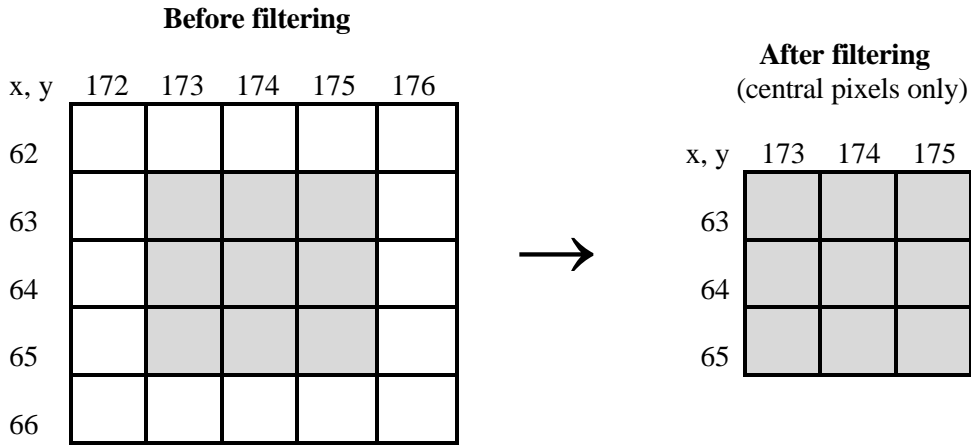 Before filtering
x, y 172 173 174 175 176
62
63
64
65
66
→
After filtering
(central pixels only)
x, y 173 174 175
63
64
65